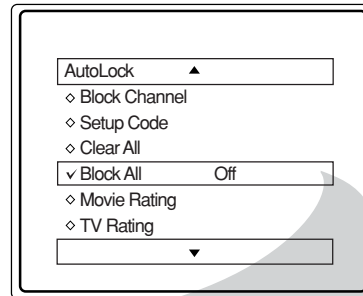 AutoLock ▲
◇ Block Channel
◇ Setup Code
◇ Clear All
✓ Block All Off
◇ Movie Rating
◇ TV Rating
▼